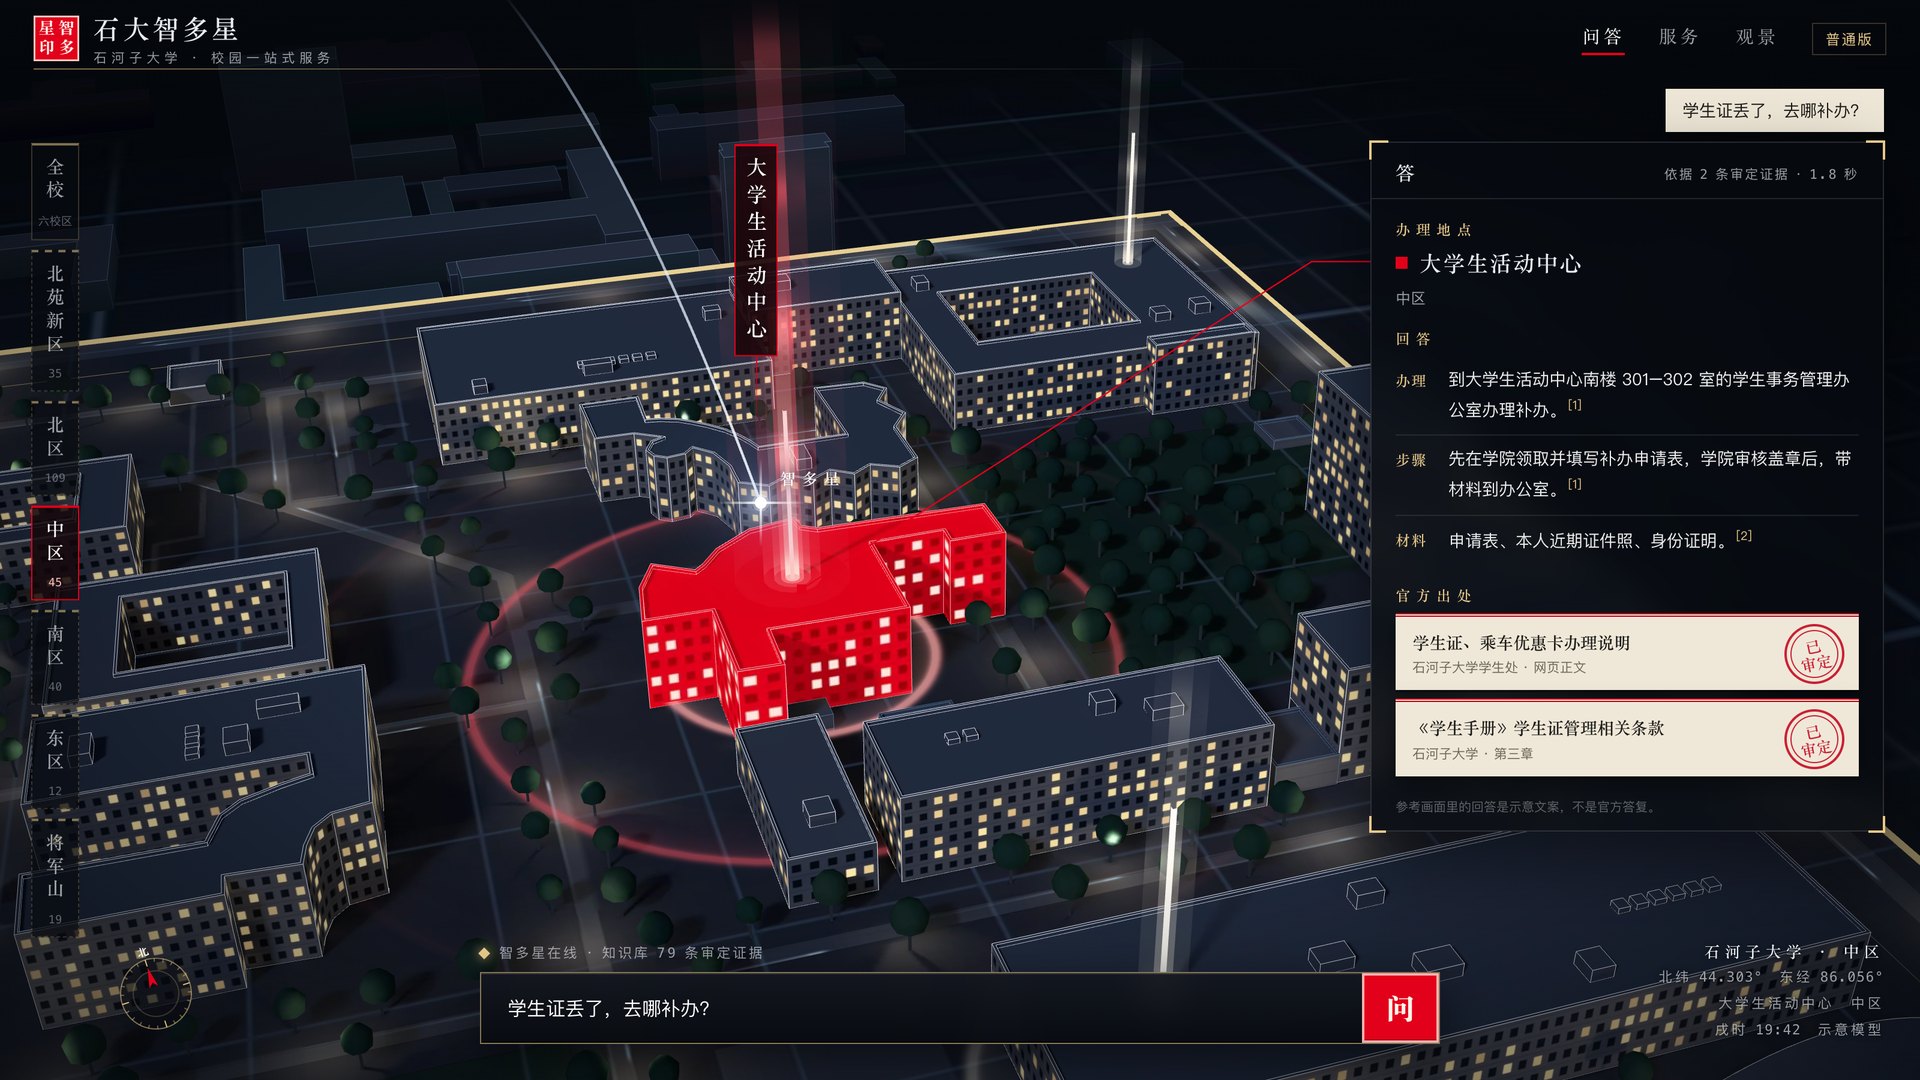 智多
星印
石大智多星
石河子大学 · 校园一站式服务
问答
服务
观景
普通版
学生证丢了，去哪补办？
全校
六校区
北苑新区
35
北区
109
中区
45
南区
40
东区
12
将军山
19
北
大学生活动中心
智多星
答
依据 2 条审定证据 · 1.8 秒
办理地点
大学生活动中心
中区
回答
办理
到大学生活动中心南楼 301—302 室的学生事务管理办
公室办理补办。[1]
步骤
先在学院领取并填写补办申请表，学院审核盖章后，带
材料到办公室。[1]
材料
申请表、本人近期证件照、身份证明。[2]
官方出处
学生证、乘车优惠卡办理说明
石河子大学学生处 · 网页正文
已
审定
《学生手册》学生证管理相关条款
石河子大学 · 第三章
已
审定
参考画面里的回答是示意文案，不是官方答复。
智多星在线 · 知识库 79 条审定证据
学生证丢了，去哪补办？
问
石河子大学 · 中区
北纬 44.303° 东经 86.056°
大学生活动中心 中区
戌时 19:42 示意模型